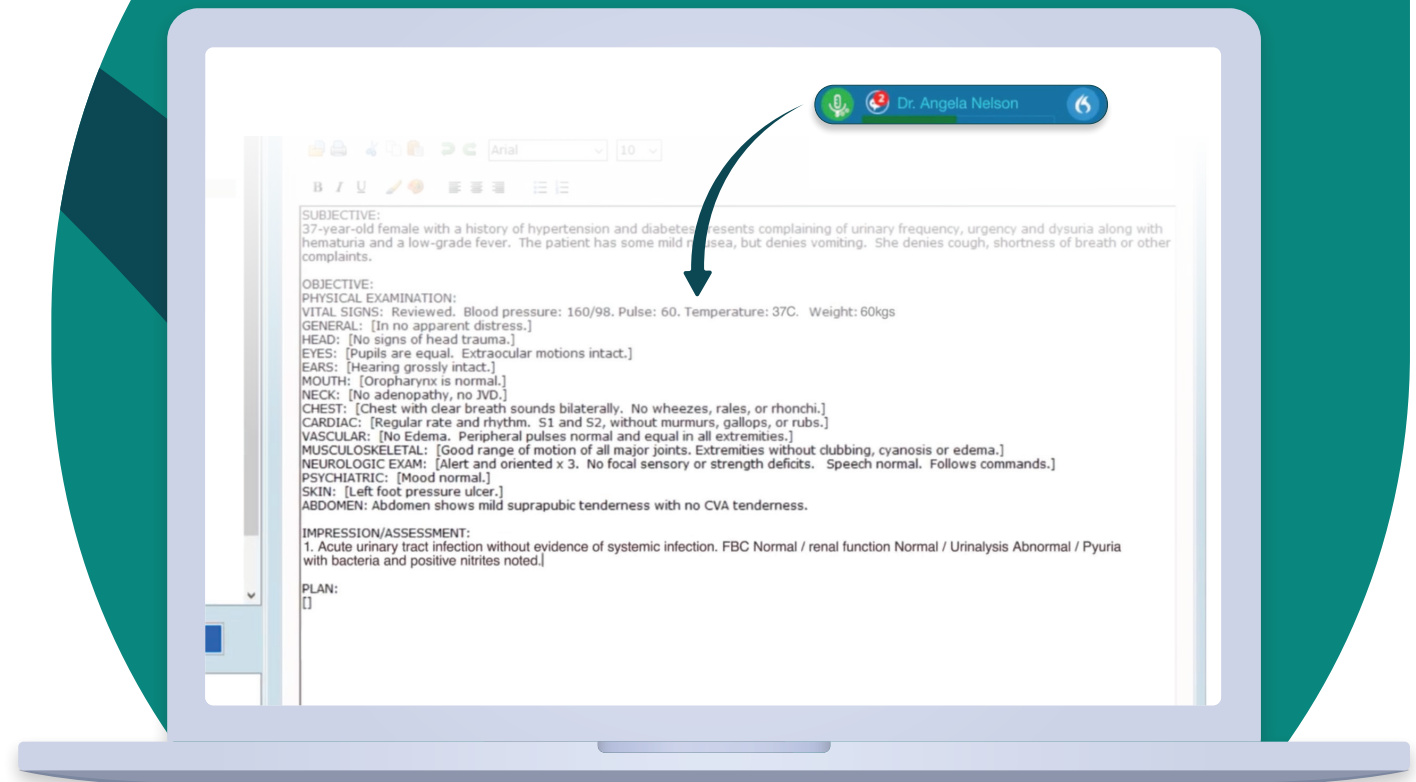 2
Dr. Angela Nelson
Arial
10
B I U
SUBJECTIVE:
37-year-old female with a history of hypertension and diabetes presents complaining of urinary frequency, urgency and dysuria along with
hematuria and a low-grade fever. The patient has some mild nausea, but denies vomiting. She denies cough, shortness of breath or other
complaints.
OBJECTIVE:
PHYSICAL EXAMINATION:
VITAL SIGNS: Reviewed. Blood pressure: 160/98. Pulse: 60. Temperature: 37C. Weight: 60kgs
GENERAL: [In no apparent distress.]
HEAD: [No signs of head trauma.]
EYES: [Pupils are equal. Extraocular motions intact.]
EARS: [Hearing grossly intact.]
MOUTH: [Oropharynx is normal.]
NECK: [No adenopathy, no JVD.]
CHEST: [Chest with clear breath sounds bilaterally. No wheezes, rales, or rhonchi.]
CARDIAC: [Regular rate and rhythm. S1 and S2, without murmurs, gallops, or rubs.]
VASCULAR: [No Edema. Peripheral pulses normal and equal in all extremities.]
MUSCULOSKELETAL: [Good range of motion of all major joints. Extremities without clubbing, cyanosis or edema.]
NEUROLOGIC EXAM: [Alert and oriented x 3. No focal sensory or strength deficits. Speech normal. Follows commands.]
PSYCHIATRIC: [Mood normal.]
SKIN: [Left foot pressure ulcer.]
ABDOMEN: Abdomen shows mild suprapubic tenderness with no CVA tenderness.
IMPRESSION/ASSESSMENT:
1. Acute urinary tract infection without evidence of systemic infection. FBC Normal / renal function Normal / Urinalysis Abnormal / Pyuria
with bacteria and positive nitrites noted.
PLAN:
[]